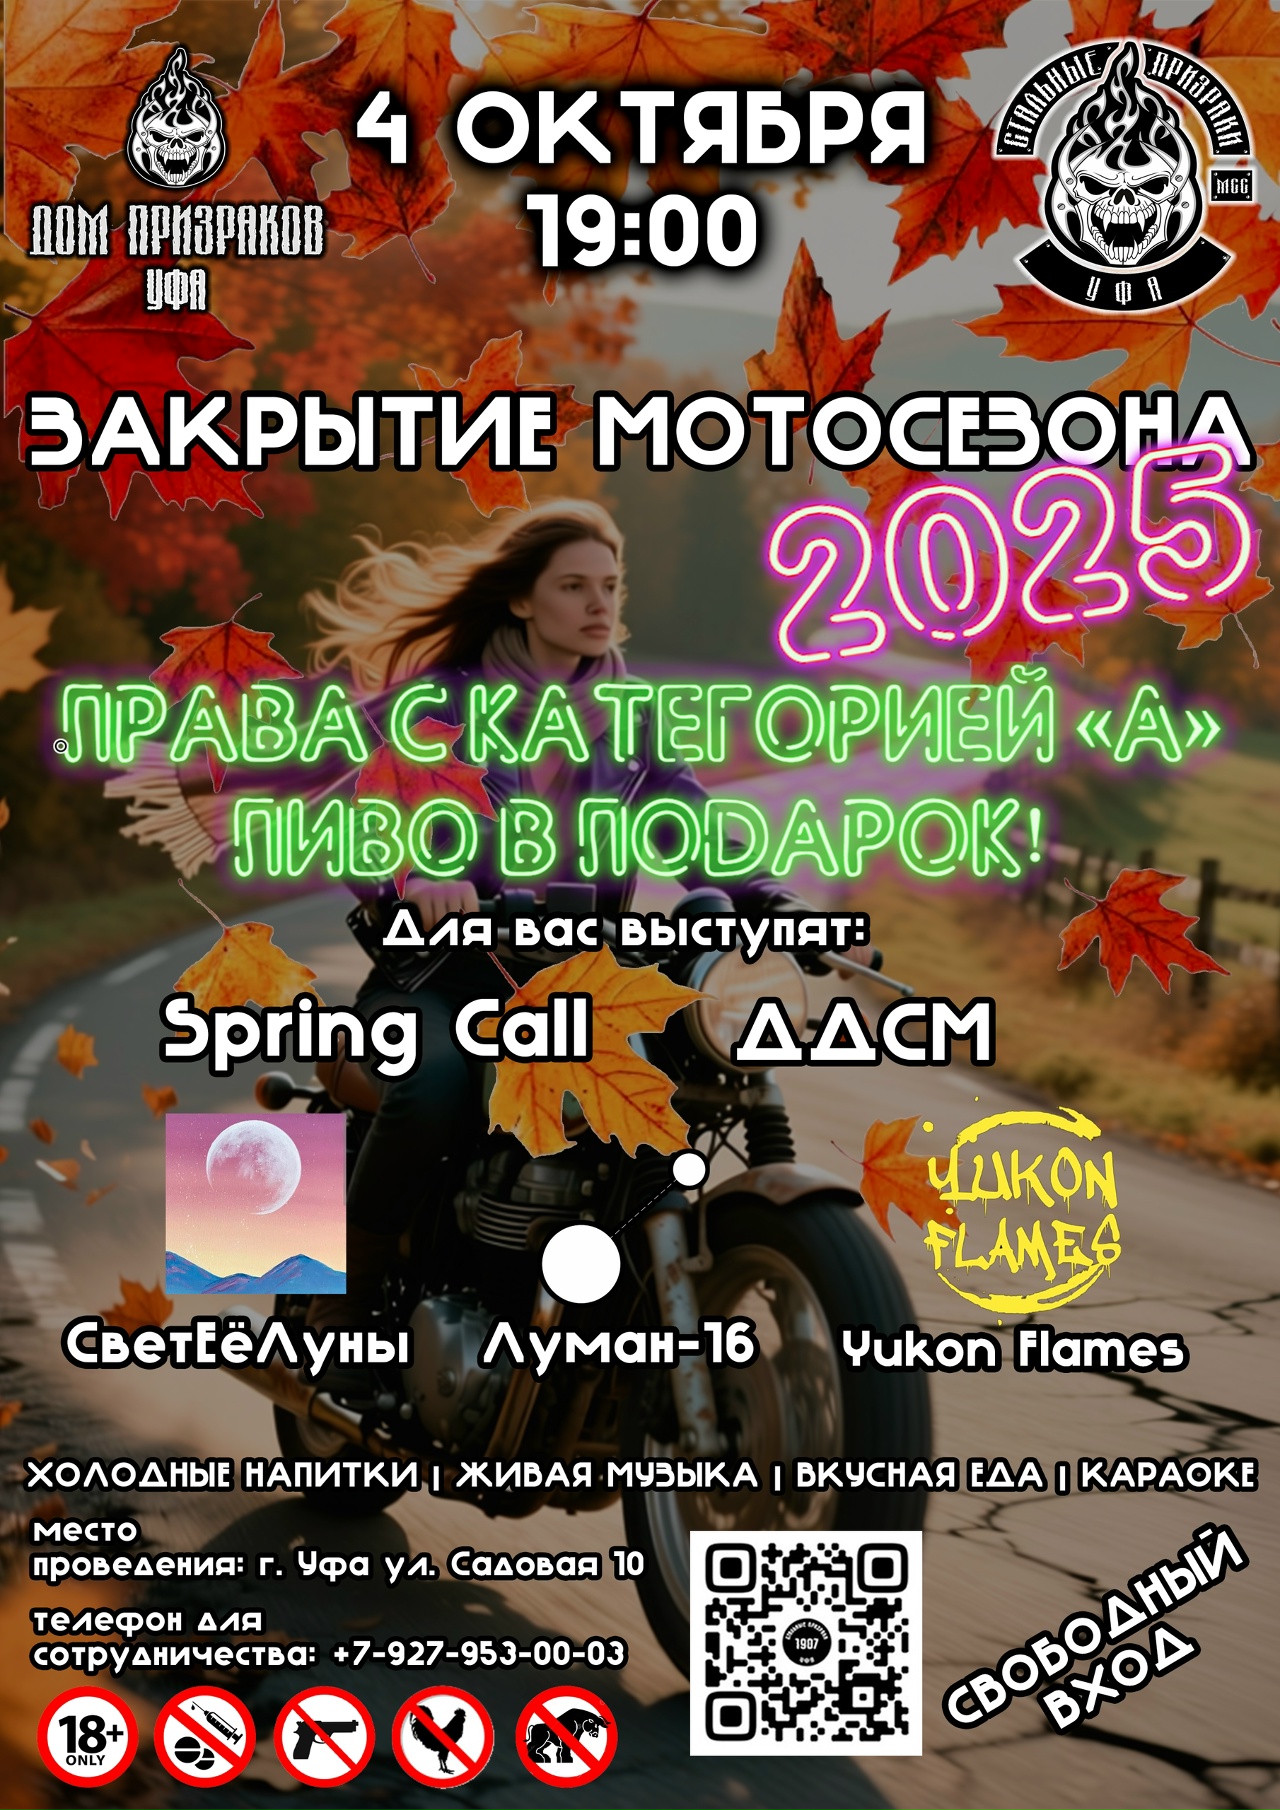 4 ОКТЯБРЯ
19:00
ДОМ ПРИЗРАКОВ
УФА
СТАЛЬНЫЕ ПРИЗРАКИ
MCC
УФА
ЗАКРЫТИЕ МОТОСЕЗОНА
2025
ПРАВА С КАТЕГОРИЕЙ «А»
ПИВО В ПОДАРОК!
Для вас выступят:
Spring Call
ДДСМ
YUKON
FLAMES
СветЕёЛуны
Луман-16
Yukon Flames
ХОЛОДНЫЕ НАПИТКИ | ЖИВАЯ МУЗЫКА | ВКУСНАЯ ЕДА | КАРАОКЕ
место
проведения: г. Уфа ул. Садовая 10
телефон для
сотрудничества: +7-927-953-00-03
18+
ONLY
СТАЛЬНЫЕ ПРИЗРАКИ
1907
УФА
СВОБОДНЫЙ
ВХОД